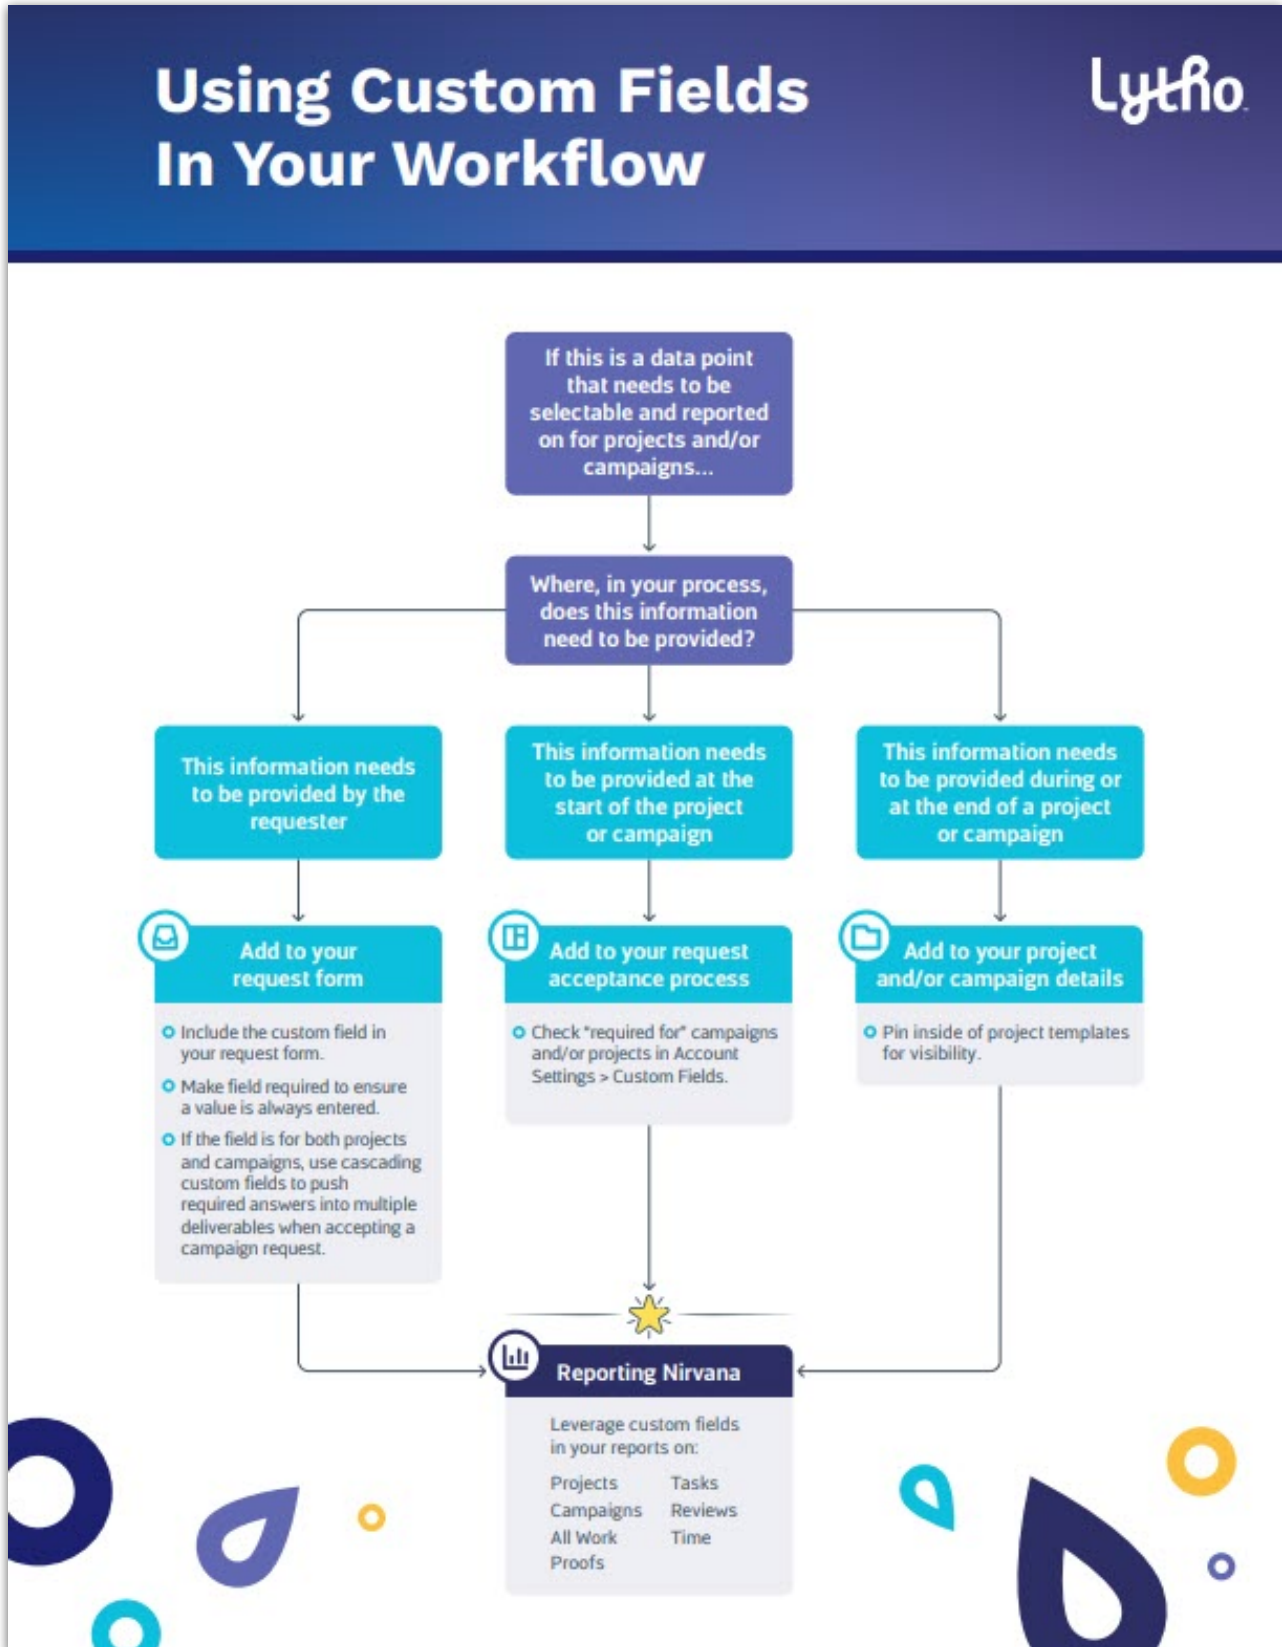 Using Custom Fields
In Your Workflow
Lytho
If this is a data point
that needs to be
selectable and reported
on for projects and/or
campaigns...
Where, in your process,
does this information
need to be provided?
This information needs
to be provided by the
requester
Add to your
request form
Include the custom field in
your request form.
Make field required to ensure
a value is always entered.
If the field is for both projects
and campaigns, use cascading
custom fields to push
required answers into multiple
deliverables when accepting a
campaign request.
This information needs
to be provided at the
start of the project
or campaign
Add to your request
acceptance process
Check "required for" campaigns
and/or projects in Account
Settings > Custom Fields.
This information needs
to be provided during or
at the end of a project
or campaign
Add to your project
and/or campaign details
Pin inside of project templates
for visibility.
Reporting Nirvana
Leverage custom fields
in your reports on:
Projects
Campaigns
All Work
Proofs
Tasks
Reviews
Time